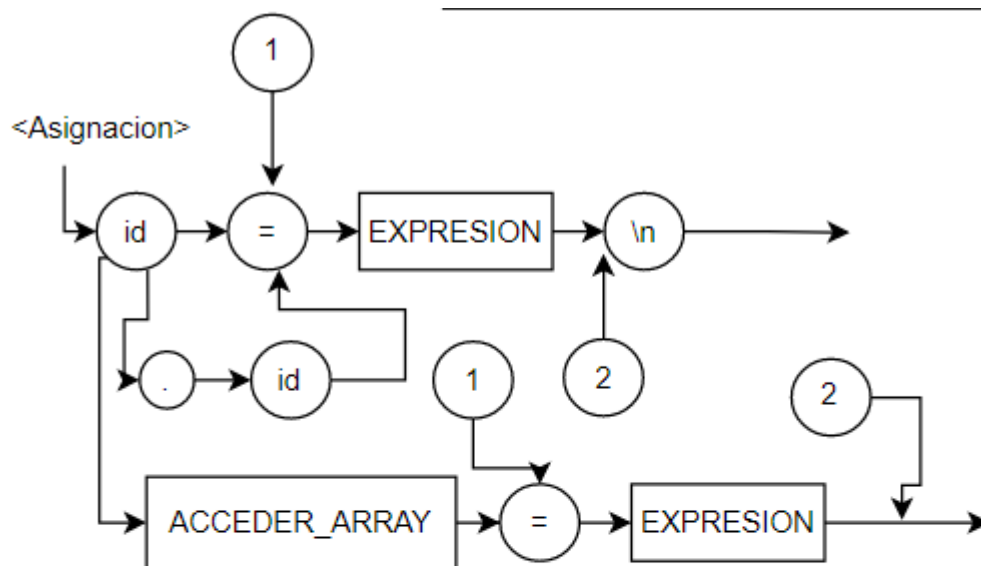 1
<Asignacion>
id = EXPRESION \n
. id 1 2 2
ACCEDER_ARRAY = EXPRESION